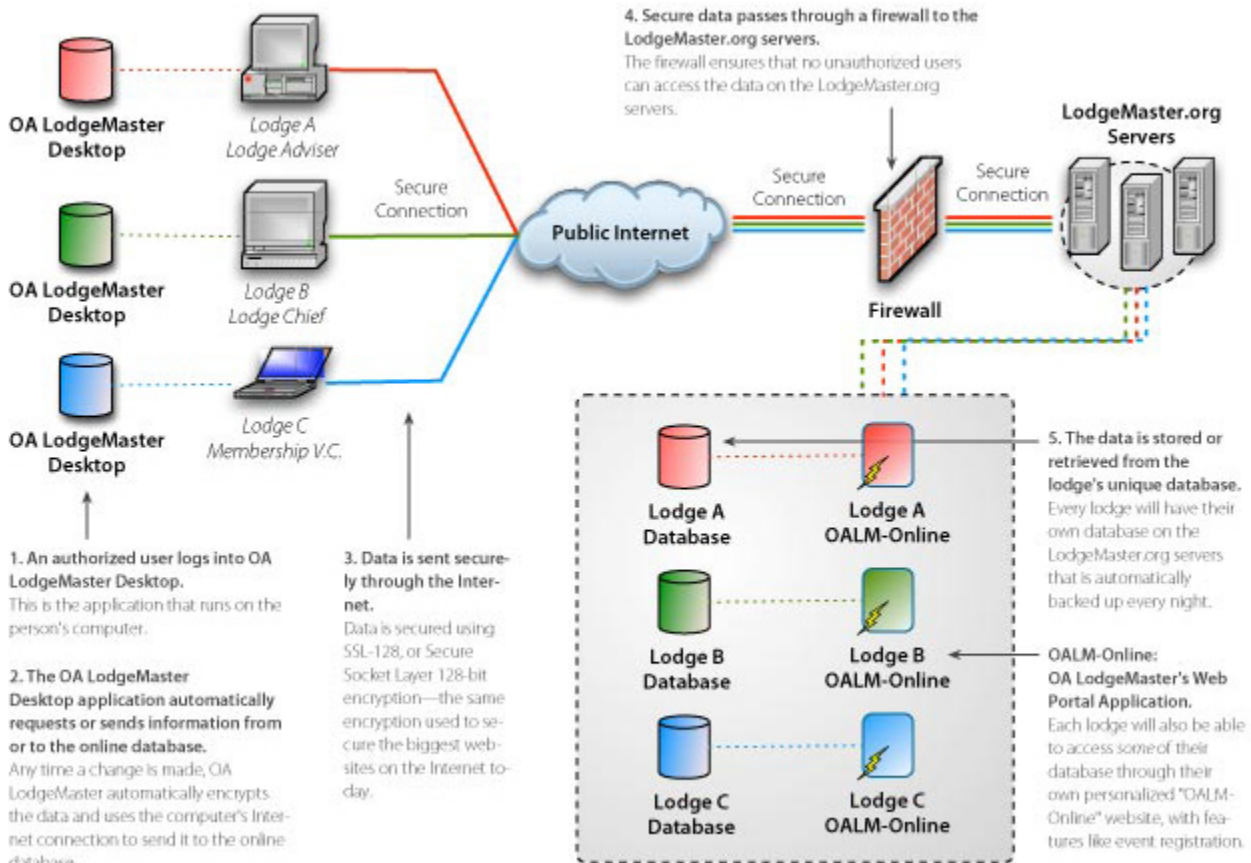 4. Secure data passes through a firewall to the
LodgeMaster.org servers.
The firewall ensures that no unauthorized users
can access the data on the LodgeMaster.org
servers.
OA LodgeMaster
Desktop
Lodge A
Lodge Adviser
LodgeMaster.org
Servers
Secure
Connection
Public Internet
Secure
Connection
Secure
Connection
OA LodgeMaster
Desktop
Lodge B
Lodge Chief
Firewall
OA LodgeMaster
Desktop
Lodge C
Membership V.C.
1. An authorized user logs into OA
LodgeMaster Desktop.
This is the application that runs on the
person's computer.
2. The OA LodgeMaster
Desktop application automatically
requests or sends information from
or to the online database.
Any time a change is made, OA
LodgeMaster automatically encrypts
the data and uses the computer's Inter-
net connection to send it to the online
database.
3. Data is sent secure-
ly through the Inter-
net.
Data is secured using
SSL-128, or Secure
Socket Layer 128-bit
encryption—the same
encryption used to se-
cure the biggest web-
sites on the Internet to-
day.
Lodge A
Database
Lodge A
OALM-Online
Lodge B
Database
Lodge B
OALM-Online
Lodge C
Database
Lodge C
OALM-Online
5. The data is stored or
retrieved from the
lodge's unique database.
Every lodge will have their
own database on the
LodgeMaster.org servers
that is automatically
backed up every night.
OALM-Online:
OA LodgeMaster's Web
Portal Application.
Each lodge will also be able
to access some of their
database through their
own personalized "OALM-
Online" website, with fea-
tures like event registration.